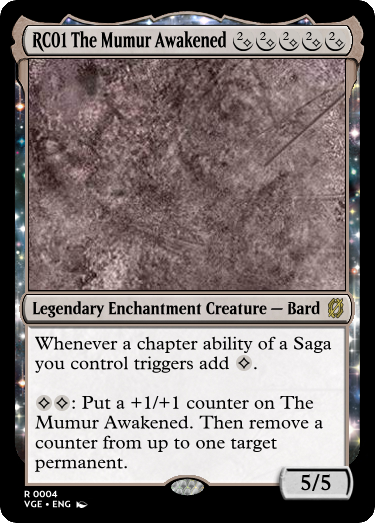 RC01 The Mumur Awakened
Legendary Enchantment Creature — Bard
Whenever a chapter ability of a Saga
you control triggers add {C}.
{C}{C}: Put a +1/+1 counter on The
Mumur Awakened. Then remove a
counter from up to one target
permanent.
5/5
R 0004
VGE • ENG